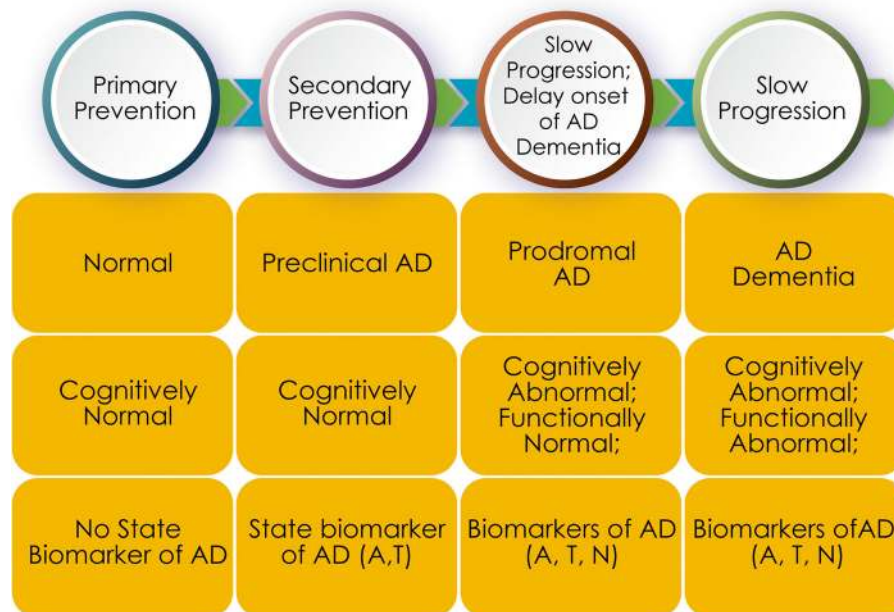 Primary
Prevention
Secondary
Prevention
Slow
Progression;
Delay onset
of AD
Dementia
Slow
Progression
Normal
Preclinical AD
Prodromal
AD
AD
Dementia
Cognitively
Normal
Cognitively
Normal
Cognitively
Abnormal;
Functionally
Normal;
Cognitively
Abnormal;
Functionally
Abnormal;
No State
Biomarker of AD
State biomarker
of AD (A,T)
Biomarkers of AD
(A, T, N)
Biomarkers ofAD
(A, T, N)